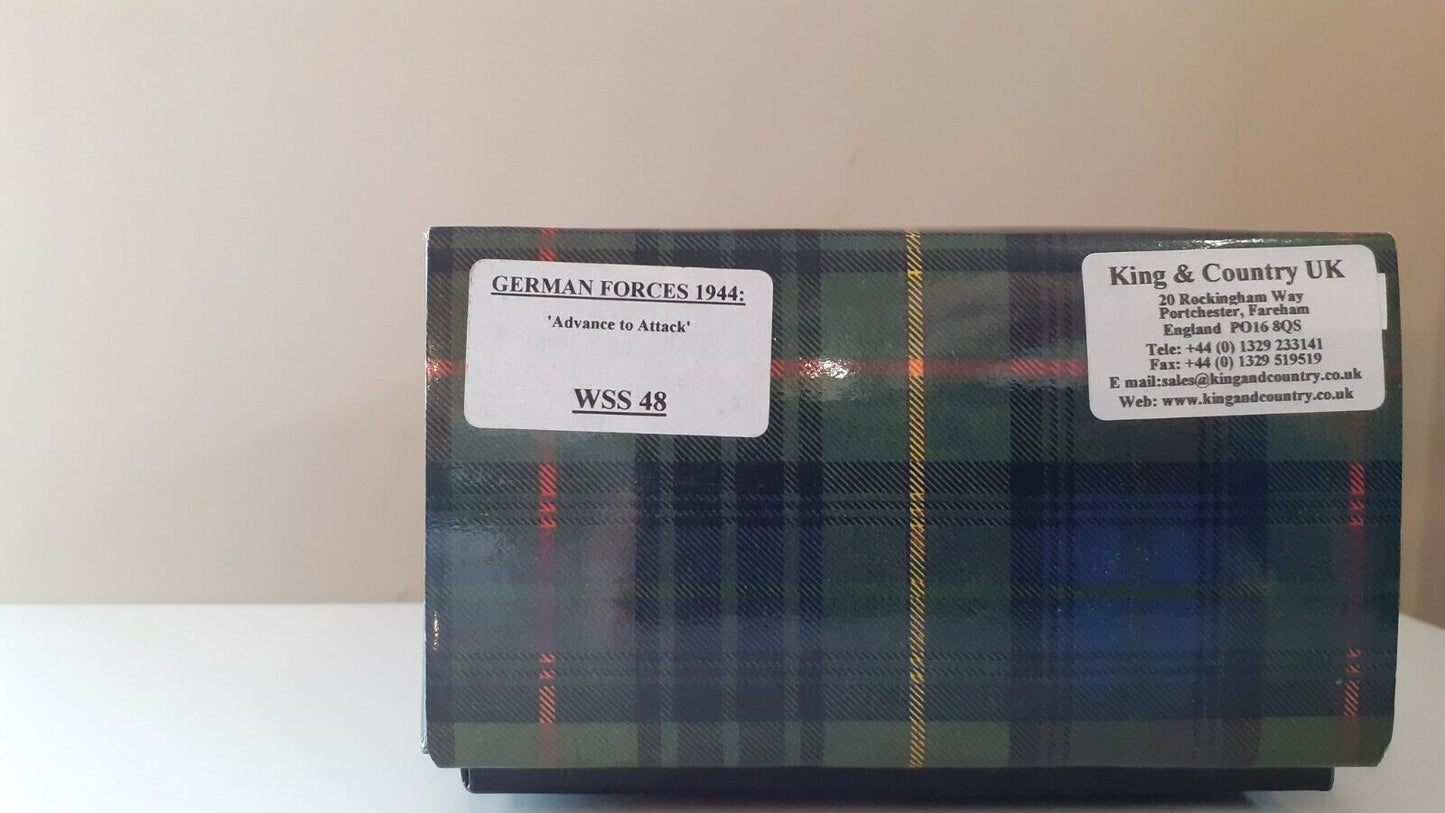 GERMAN FORCES 1944:
'Advance to Attack'
WSS 48
King & Country UK
20 Rockingham Way
Portchester, Fareham
England PO16 8QS
Tele: +44 (0) 1329 233141
Fax: +44 (0) 1329 519519
E mail:sales@kingandcountry.co.uk
Web: www.kingandcountry.co.uk